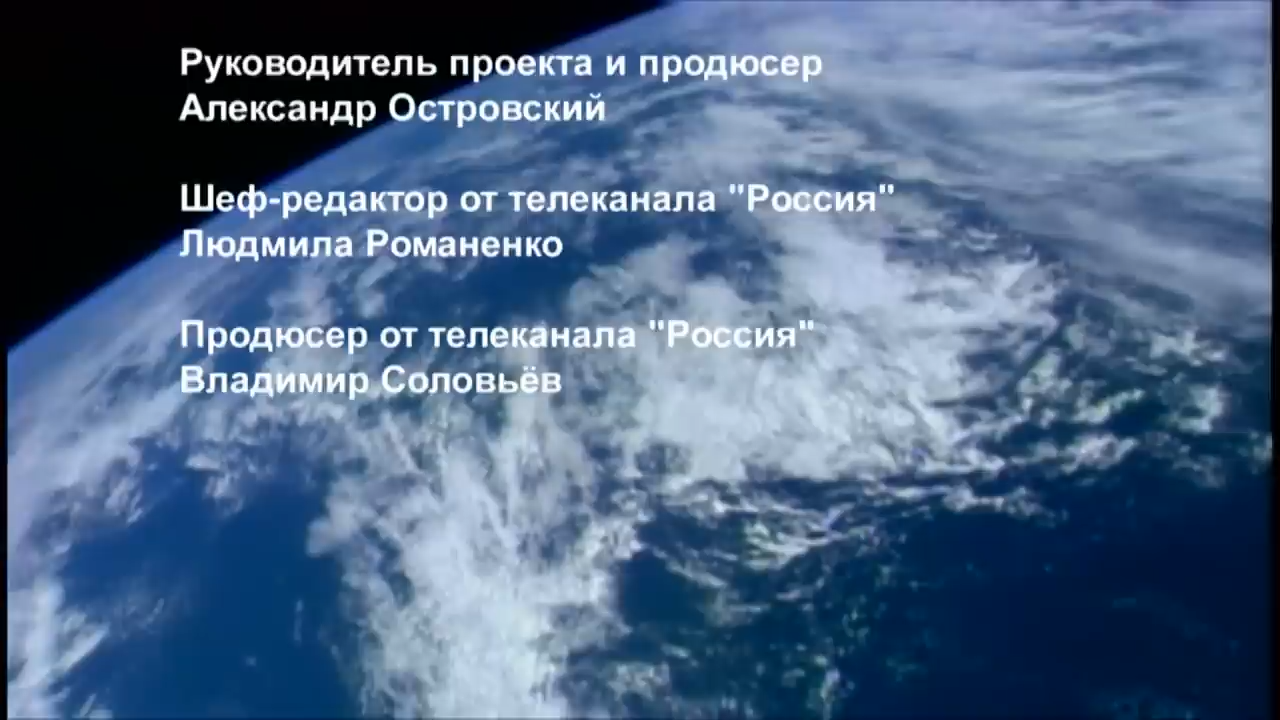 Руководитель проекта и продюсер
Александр Островский
Шеф-редактор от телеканала "Россия"
Людмила Романенко
Продюсер от телеканала "Россия"
Владимир Соловьёв